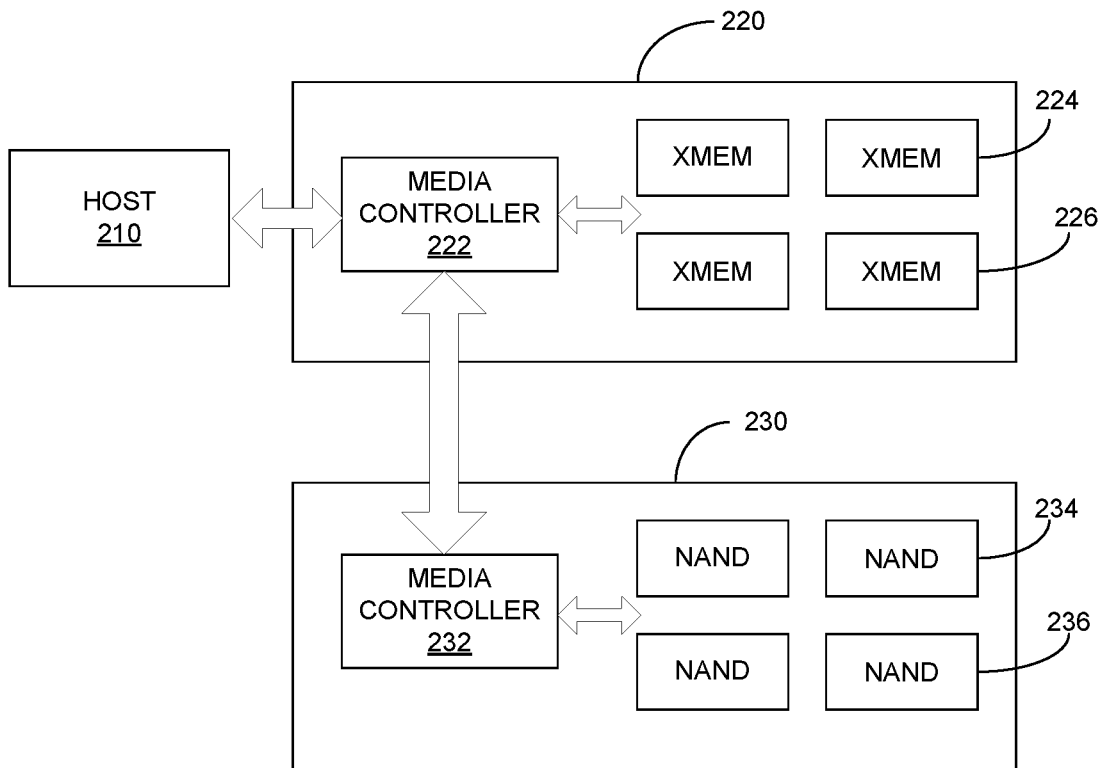 220
XMEM
XMEM
224
HOST
210
MEDIA
CONTROLLER
222
XMEM
XMEM
226
230
MEDIA
CONTROLLER
232
NAND
NAND
234
NAND
NAND
236